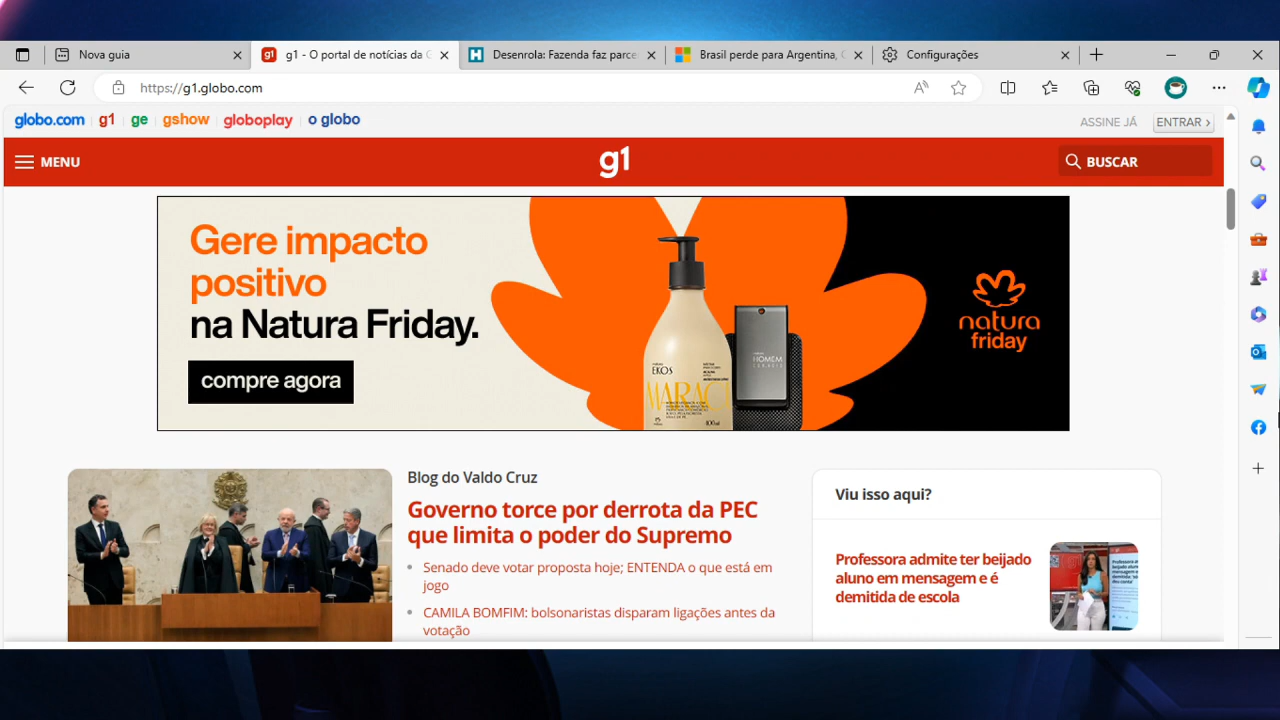 Nova guia
g1 - O portal de notícias da G
Desenrola: Fazenda faz parce
Brasil perde para Argentina,
Configurações
https://g1.globo.com
globo.com g1 ge gshow globoplay o globo
ASSINE JÁ
ENTRAR
MENU
g1
BUSCAR
Gere impacto
positivo
na Natura Friday.
compre agora
EKOS
HOMEM
400 ml
natura
friday
Blog do Valdo Cruz
Governo torce por derrota da PEC
que limita o poder do Supremo
Senado deve votar proposta hoje; ENTENDA o que está em
jogo
CAMILA BOMFIM: bolsonaristas disparam ligações antes da
votação
Viu isso aqui?
Professora admite ter beijado
aluno em mensagem e é
demitida de escola